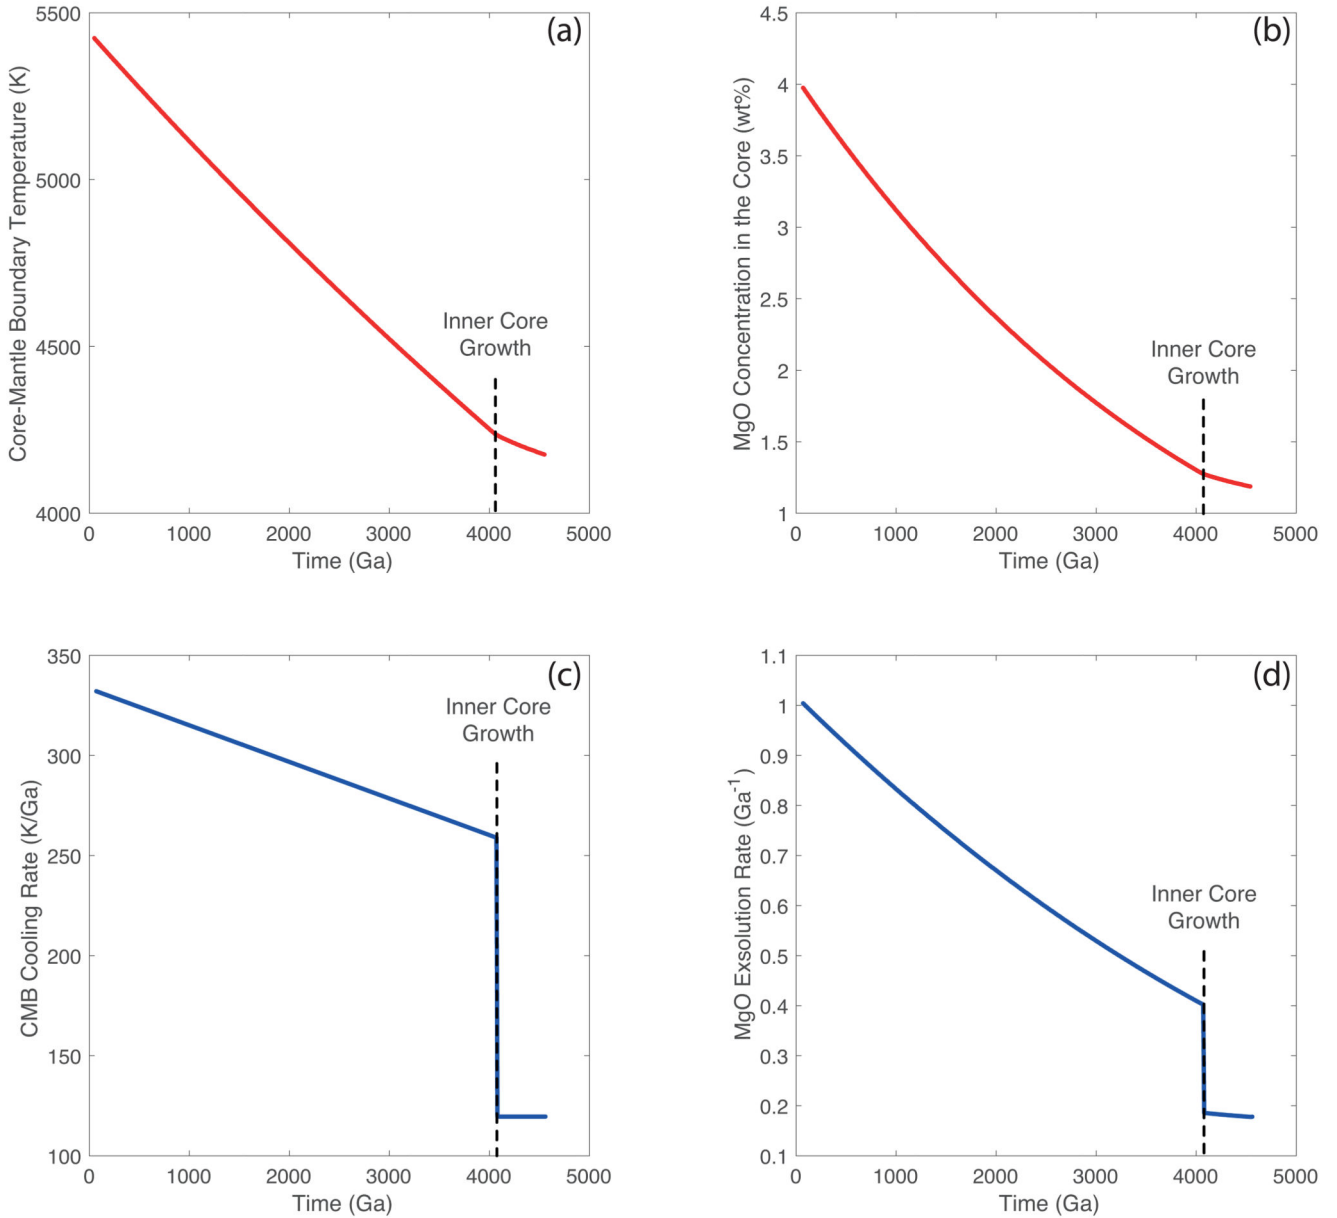 (a)
5500
5000
4500
4000
Core-Mantle Boundary Temperature (K)
Inner Core
Growth
0 1000 2000 3000 4000 5000
Time (Ga)
(b)
4.5
4
3.5
3
2.5
2
1.5
1
MgO Concentration in the Core (wt%)
Inner Core
Growth
0 1000 2000 3000 4000 5000
Time (Ga)
(c)
350
300
250
200
150
100
CMB Cooling Rate (K/Ga)
Inner Core
Growth
0 1000 2000 3000 4000 5000
Time (Ga)
(d)
1.1
1
0.9
0.8
0.7
0.6
0.5
0.4
0.3
0.2
0.1
MgO Exsolution Rate (Ga⁻¹)
Inner Core
Growth
0 1000 2000 3000 4000 5000
Time (Ga)